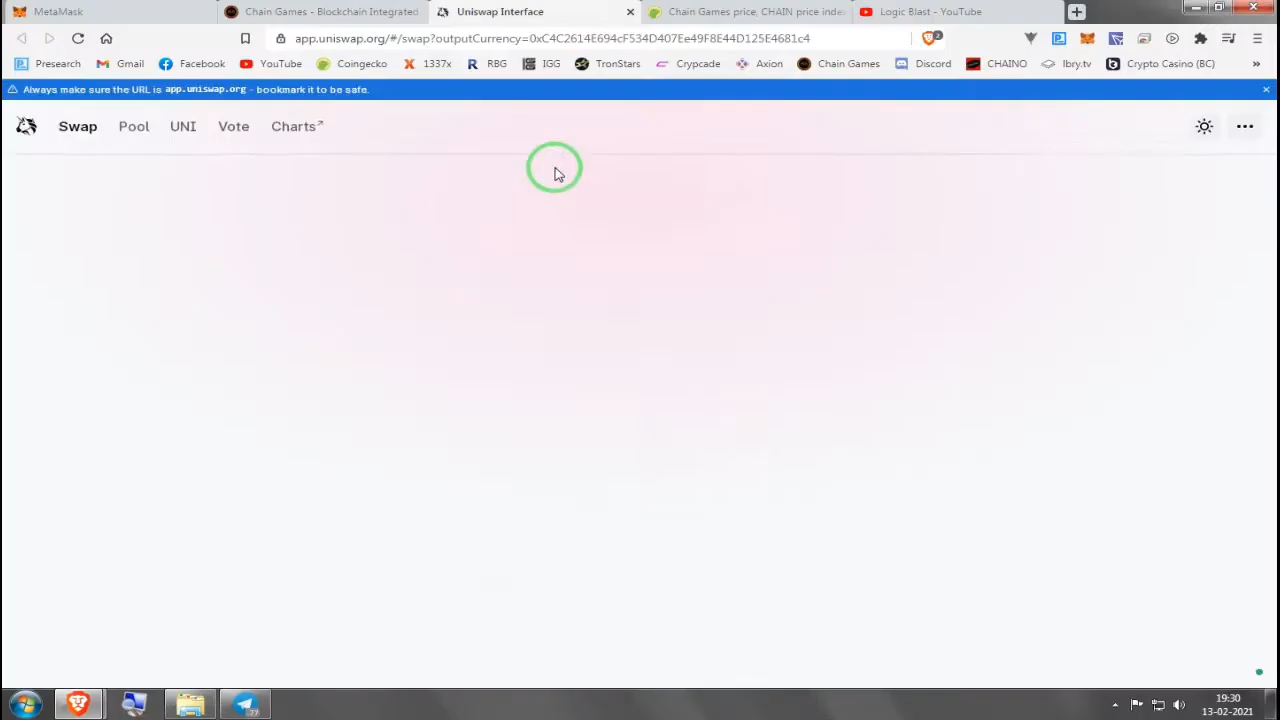 MetaMask
Chain Games - Blockchain Integrated
Uniswap Interface
Chain Games price, CHAIN price inde
Logic Blast - YouTube
app.uniswap.org/#/swap?outputCurrency=0xC4C2614E694cF534D407Ee49F8E44D125E4681c4
2
Presearch
Gmail
Facebook
YouTube
Coingecko
1337x
RBG
IGG
TronStars
Crypcade
Axion
Chain Games
Discord
CHAINO
lbry.tv
Crypto Casino (BC)
»
Always make sure the URL is app.uniswap.org - bookmark it to be safe.
Swap
Pool
UNI
Vote
Charts↗
27
19:30
13-02-2021